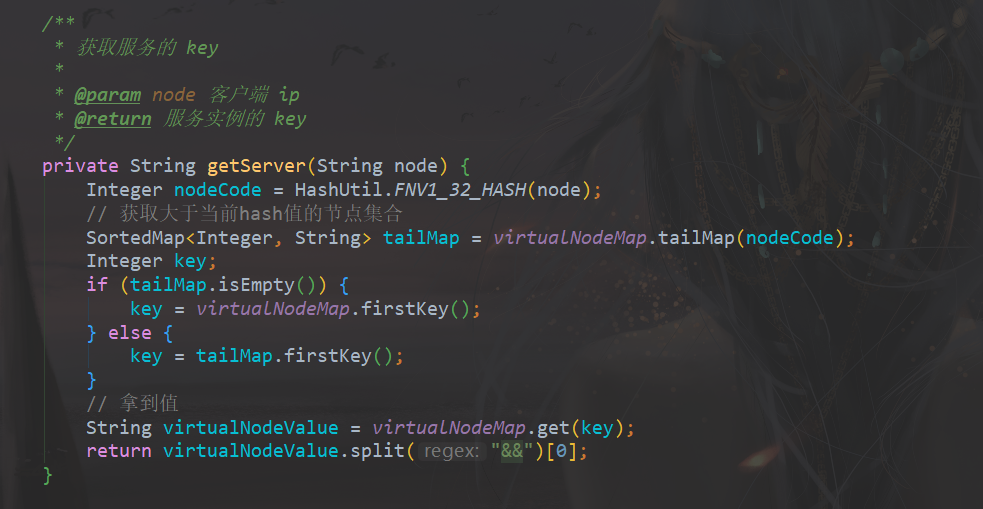 /**
 * 获取服务的 key
 *
 * @param node 客户端 ip
 * @return 服务实例的 key
 */
private String getServer(String node) {
    Integer nodeCode = HashUtil.FNV1_32_HASH(node);
    // 获取大于当前hash值的节点集合
    SortedMap<Integer, String> tailMap = virtualNodeMap.tailMap(nodeCode);
    Integer key;
    if (tailMap.isEmpty()) {
        key = virtualNodeMap.firstKey();
    } else {
        key = tailMap.firstKey();
    }
    // 拿到值
    String virtualNodeValue = virtualNodeMap.get(key);
    return virtualNodeValue.split( regex: "&&")[0];
}